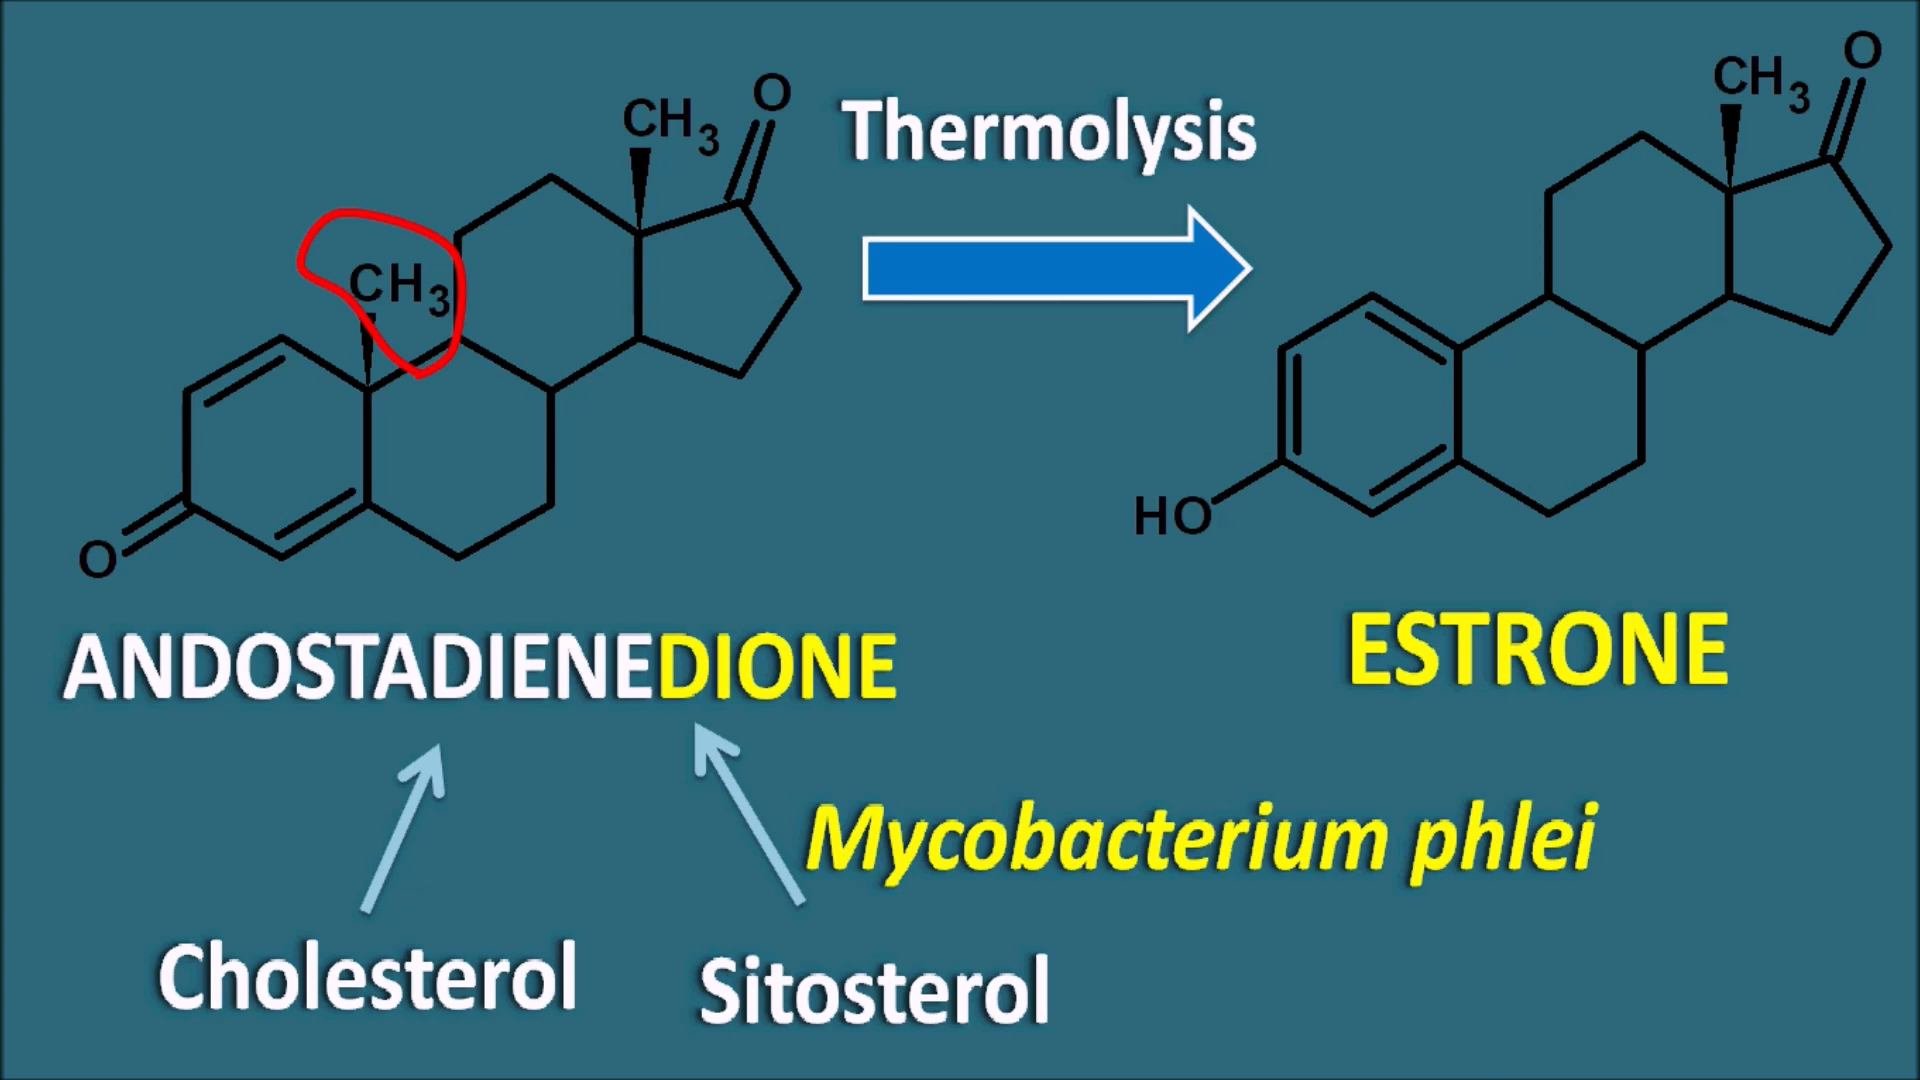 CH3
O
Thermolysis
CH3
O
CH3
O
HO
ANDOSTADIENEDIONE
ESTRONE
Mycobacterium phlei
Cholesterol
Sitosterol